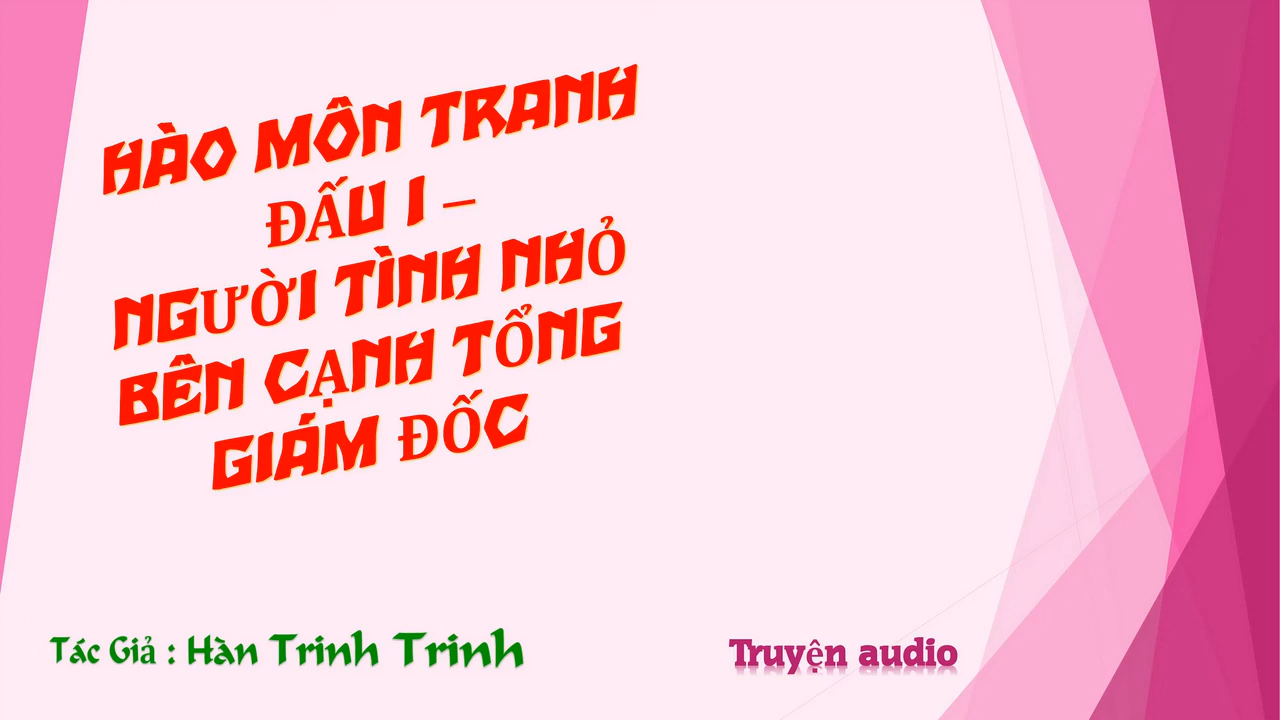 HÀO MÔN TRANH
ĐẤU I –
NGƯỜI TÌNH NHỎ
BÊN CẠNH TỔNG
GIÁM ĐỐC
Tác Giả : Hàn Trinh Trinh
Truyện audio